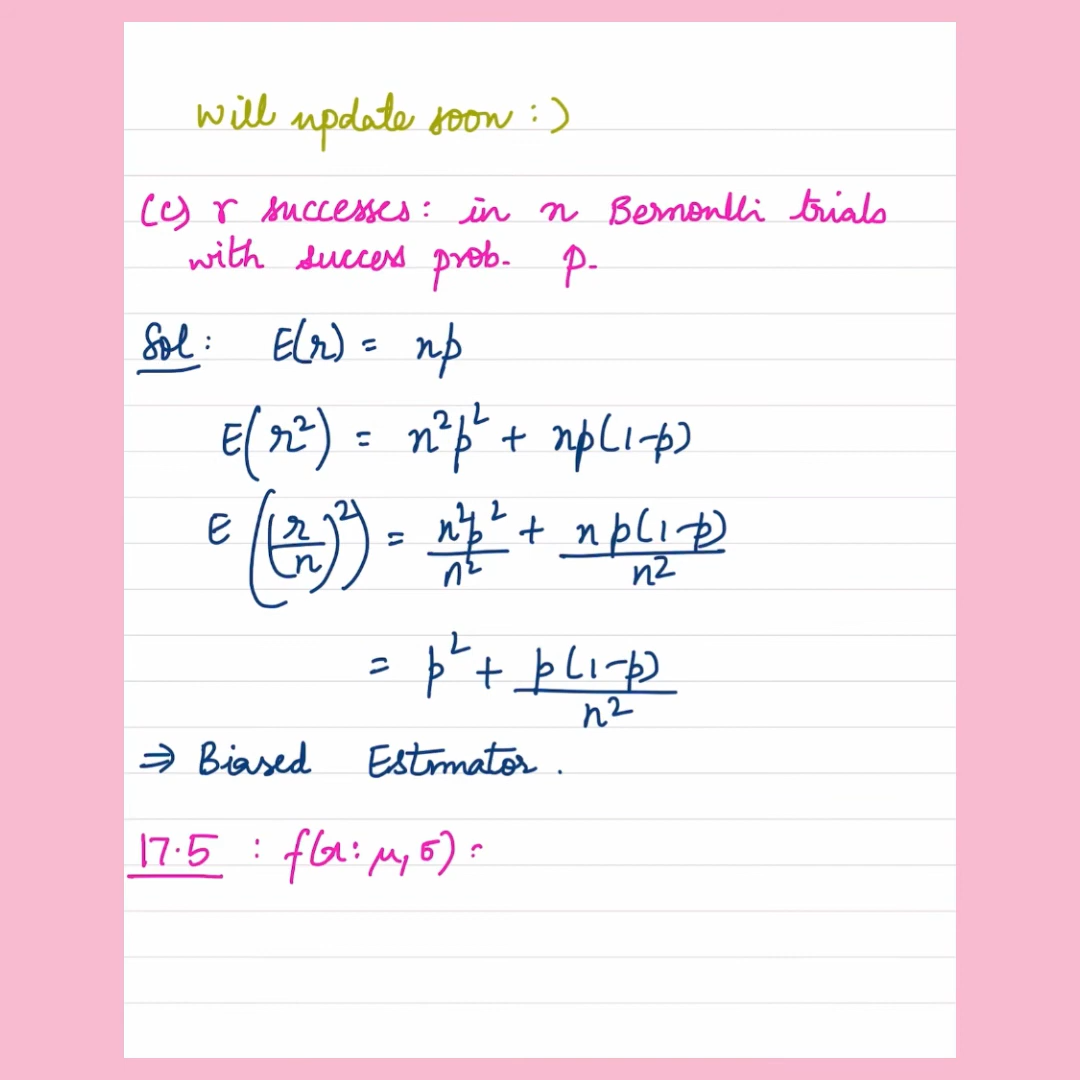 will update soon :)
(c) r successes: in n Bernoulli trials
with success prob. p.
Sol: E(r) = np
E(r²) = n²p² + np(1-p)
E((r/n)²) = n²p²/n² + np(1-p)/n²
= p² + p(1-p)/n²
⇒ Biased Estimator.
17.5 : f(x: μ, σ) =